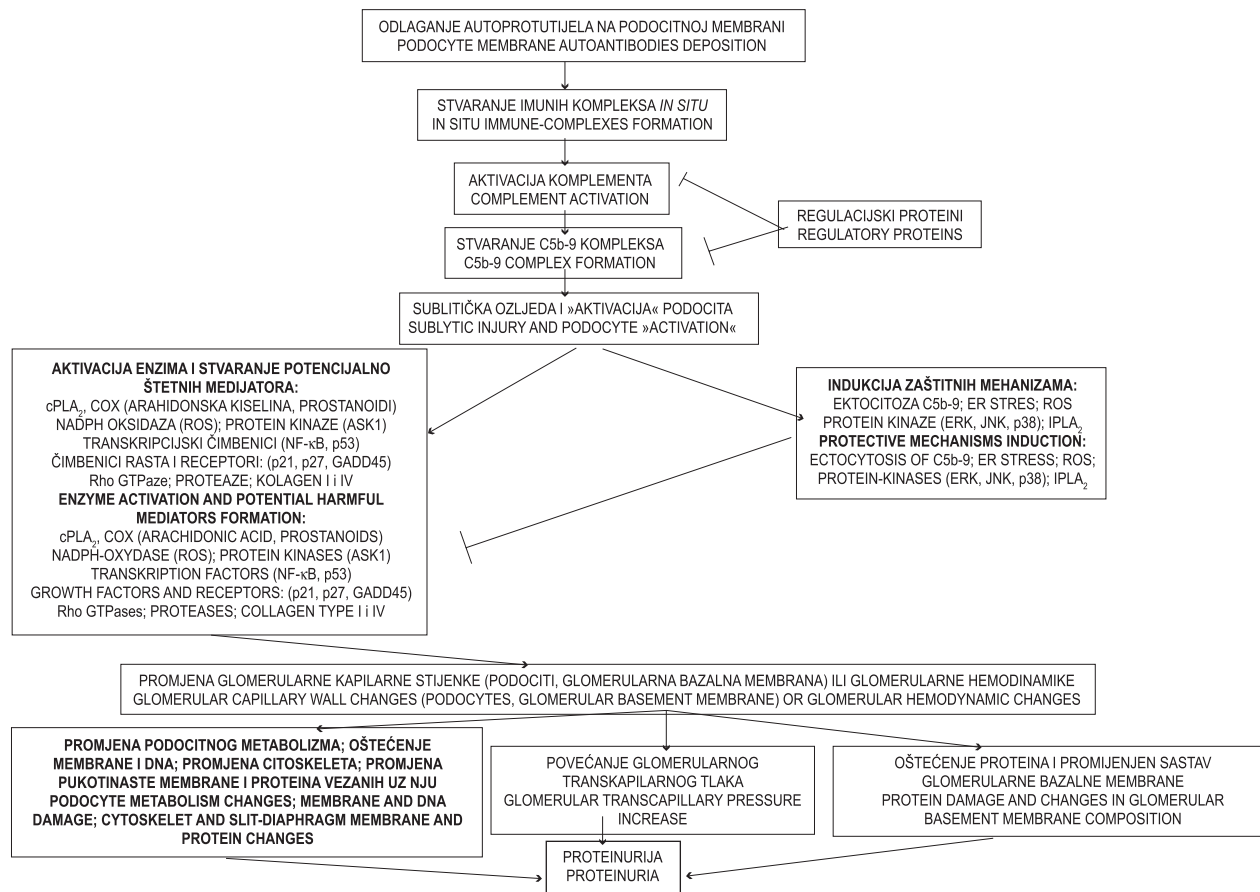 ODLAGANJE AUTOPROTUTIJELA NA PODOCITNOJ MEMBRANI
PODOCYTE MEMBRANE AUTOANTIBODIES DEPOSITION
STVARANJE IMUNIH KOMPLEKSA IN SITU
IN SITU IMMUNE-COMPLEXES FORMATION
AKTIVACIJA KOMPLEMENTA
COMPLEMENT ACTIVATION
REGULACIJSKI PROTEINI
REGULATORY PROTEINS
STVARANJE C5b-9 KOMPLEKSA
C5b-9 COMPLEX FORMATION
SUBLITIČKA OZLJEDA I »AKTIVACIJA« PODOCITA
SUBLYTIC INJURY AND PODOCYTE »ACTIVATION«
AKTIVACIJA ENZIMA I STVARANJE POTENCIJALNO
ŠTETNIH MEDIJATORA:
cPLA₂, COX (ARAHIDONSKA KISELINA, PROSTANOIDI)
NADPH OKSIDAZA (ROS); PROTEIN KINAZE (ASK1)
TRANSKRIPCIJSKI ČIMBENICI (NF-κB, p53)
ČIMBENICI RASTA I RECEPTORI: (p21, p27, GADD45)
Rho GTPaze; PROTEAZE; KOLAGEN I i IV
ENZYME ACTIVATION AND POTENTIAL HARMFUL
MEDIATORS FORMATION:
cPLA₂, COX (ARACHIDONIC ACID, PROSTANOIDS)
NADPH-OXYDASE (ROS); PROTEIN KINASES (ASK1)
TRANSKRIPTION FACTORS (NF-κB, p53)
GROWTH FACTORS AND RECEPTORS: (p21, p27, GADD45)
Rho GTPases; PROTEASES; COLLAGEN TYPE I i IV
INDUKCIJA ZAŠTITNIH MEHANIZAMA:
EKTOCITOZA C5b-9; ER STRES; ROS
PROTEIN KINAZE (ERK, JNK, p38); IPLA₂
PROTECTIVE MECHANISMS INDUCTION:
ECTOCYTOSIS OF C5b-9; ER STRESS; ROS;
PROTEIN-KINASES (ERK, JNK, p38); IPLA₂
PROMJENA GLOMERULARNE KAPILARNE STIJENKE (PODOCITI, GLOMERULARNA BAZALNA MEMBRANA) ILI GLOMERULARNE HEMODINAMIKE
GLOMERULAR CAPILLARY WALL CHANGES (PODOCYTES, GLOMERULAR BASEMENT MEMBRANE) OR GLOMERULAR HEMODYNAMIC CHANGES
PROMJENA PODOCITNOG METABOLIZMA; OŠTEĆENJE
MEMBRANE I DNA; PROMJENA CITOSKELETA; PROMJENA
PUKOTINASTE MEMBRANE I PROTEINA VEZANIH UZ NJU
PODOCYTE METABOLISM CHANGES; MEMBRANE AND DNA
DAMAGE; CYTOSKELET AND SLIT-DIAPHRAGM MEMBRANE AND
PROTEIN CHANGES
POVEĆANJE GLOMERULARNOG
TRANSKAPILARNOG TLAKA
GLOMERULAR TRANSCAPILLARY PRESSURE
INCREASE
OŠTEĆENJE PROTEINA I PROMIJENJEN SASTAV
GLOMERULARNE BAZALNE MEMBRANE
PROTEIN DAMAGE AND CHANGES IN GLOMERULAR
BASEMENT MEMBRANE COMPOSITION
PROTEINURIJA
PROTEINURIA